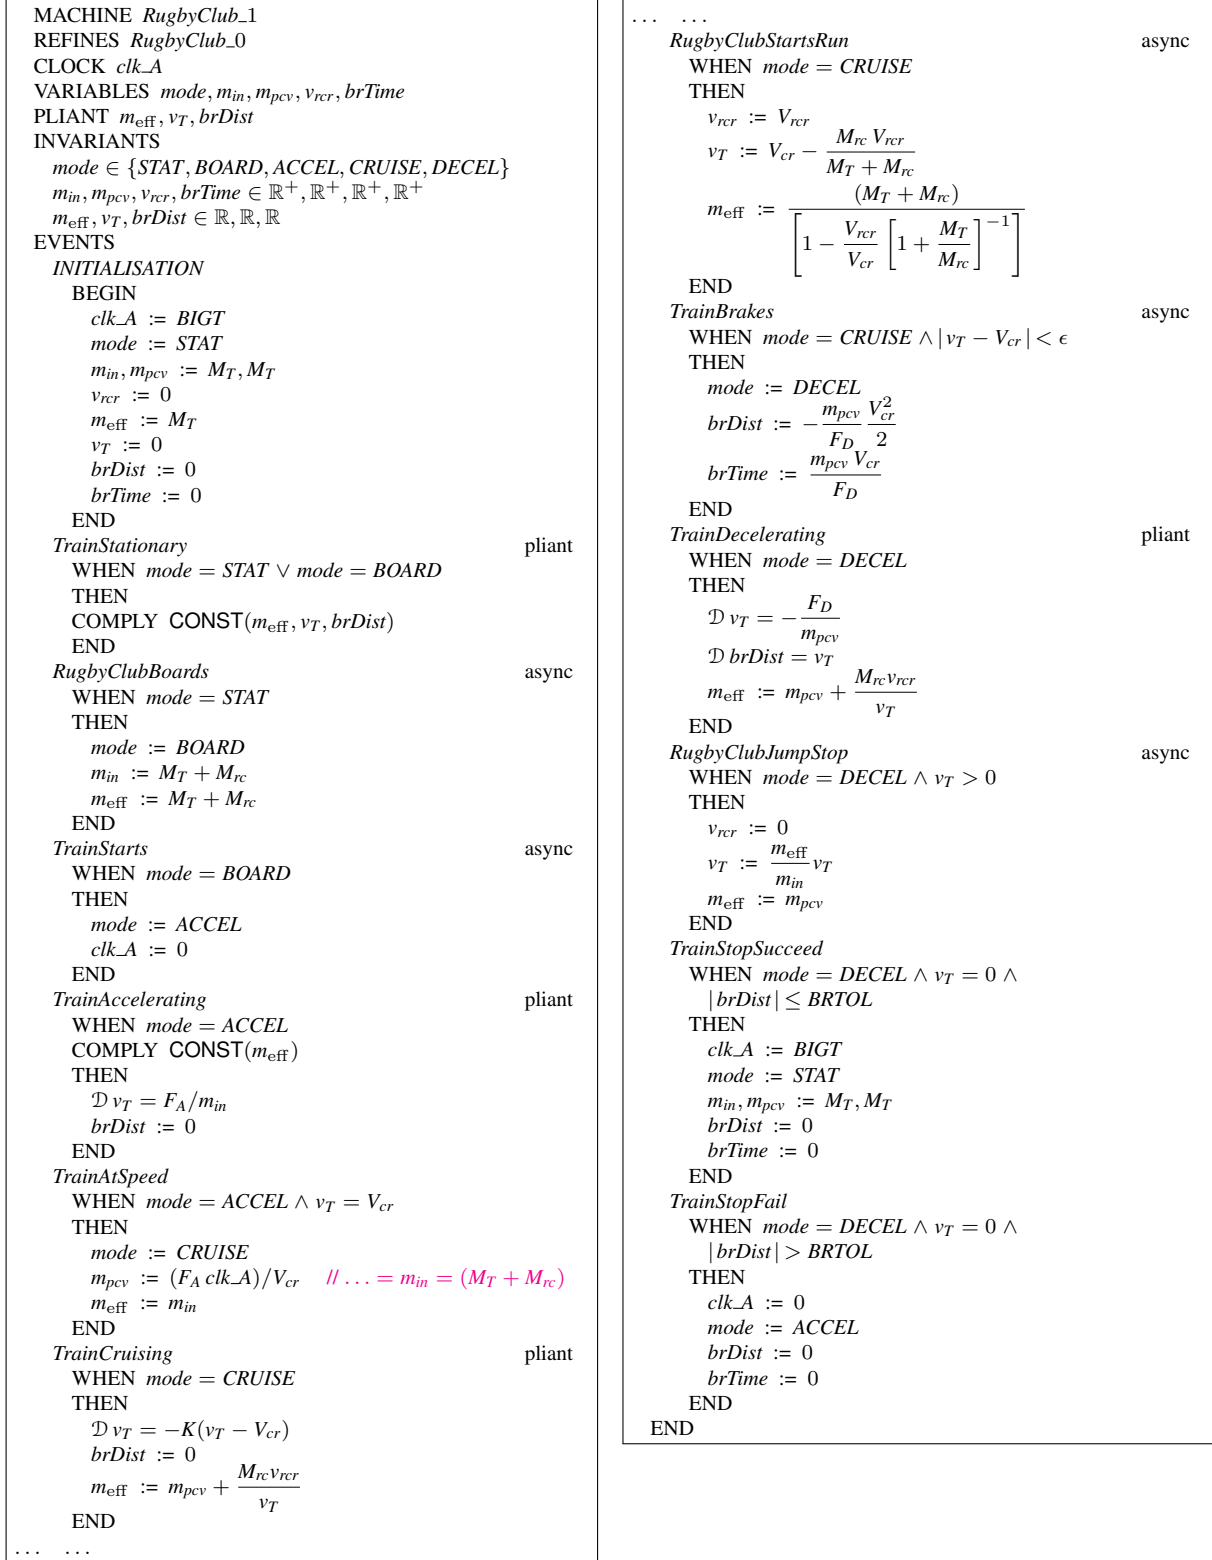 MACHINE RugbyClub_1
REFINES RugbyClub_0
CLOCK clk_A
VARIABLES mode, m_in, m_pcv, v_rcr, brTime
PLIANT m_eff, v_T, brDist
INVARIANTS
mode ∈ {STAT, BOARD, ACCEL, CRUISE, DECEL}
m_in, m_pcv, v_rcr, brTime ∈ ℝ⁺, ℝ⁺, ℝ⁺, ℝ⁺
m_eff, v_T, brDist ∈ ℝ, ℝ, ℝ
EVENTS
INITIALISATION
BEGIN
clk_A := BIGT
mode := STAT
m_in, m_pcv := M_T, M_T
v_rcr := 0
m_eff := M_T
v_T := 0
brDist := 0
brTime := 0
END
TrainStationary pliant
WHEN mode = STAT ∨ mode = BOARD
THEN
COMPLY CONST(m_eff, v_T, brDist)
END
RugbyClubBoards async
WHEN mode = STAT
THEN
mode := BOARD
m_in := M_T + M_rc
m_eff := M_T + M_rc
END
TrainStarts async
WHEN mode = BOARD
THEN
mode := ACCEL
clk_A := 0
END
TrainAccelerating pliant
WHEN mode = ACCEL
COMPLY CONST(m_eff)
THEN
𝒟 v_T = F_A/m_in
brDist := 0
END
TrainAtSpeed
WHEN mode = ACCEL ∧ v_T = V_cr
THEN
mode := CRUISE
m_pcv := (F_A clk_A)/V_cr // ... = m_in = (M_T + M_rc)
m_eff := m_in
END
TrainCruising pliant
WHEN mode = CRUISE
THEN
𝒟 v_T = −K(v_T − V_cr)
brDist := 0
m_eff := m_pcv + M_rc v_rcr / v_T
END
... ...
... ...
RugbyClubStartsRun async
WHEN mode = CRUISE
THEN
v_rcr := V_rcr
v_T := V_cr − M_rc V_rcr / M_T + M_rc
m_eff := (M_T + M_rc) / [1 − V_rcr / V_cr [1 + M_T / M_rc]⁻¹]
END
TrainBrakes async
WHEN mode = CRUISE ∧ |v_T − V_cr| < ϵ
THEN
mode := DECEL
brDist := − m_pcv / F_D V_cr² / 2
brTime := m_pcv V_cr / F_D
END
TrainDecelerating pliant
WHEN mode = DECEL
THEN
𝒟 v_T = − F_D / m_pcv
𝒟 brDist = v_T
m_eff := m_pcv + M_rc v_rcr / v_T
END
RugbyClubJumpStop async
WHEN mode = DECEL ∧ v_T > 0
THEN
v_rcr := 0
v_T := m_eff / m_in v_T
m_eff := m_pcv
END
TrainStopSucceed
WHEN mode = DECEL ∧ v_T = 0 ∧
|brDist| ≤ BRTOL
THEN
clk_A := BIGT
mode := STAT
m_in, m_pcv := M_T, M_T
brDist := 0
brTime := 0
END
TrainStopFail
WHEN mode = DECEL ∧ v_T = 0 ∧
|brDist| > BRTOL
THEN
clk_A := 0
mode := ACCEL
brDist := 0
brTime := 0
END
END